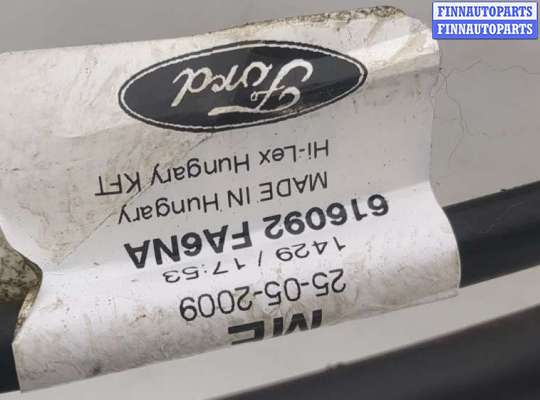 FINNAUTOPARTS
FINNAUTOPARTS
Ford
Hi-Lex Hungary KFT
MADE IN Hungary
616092 FA6NA
1429 / 17:53
25-05-2009